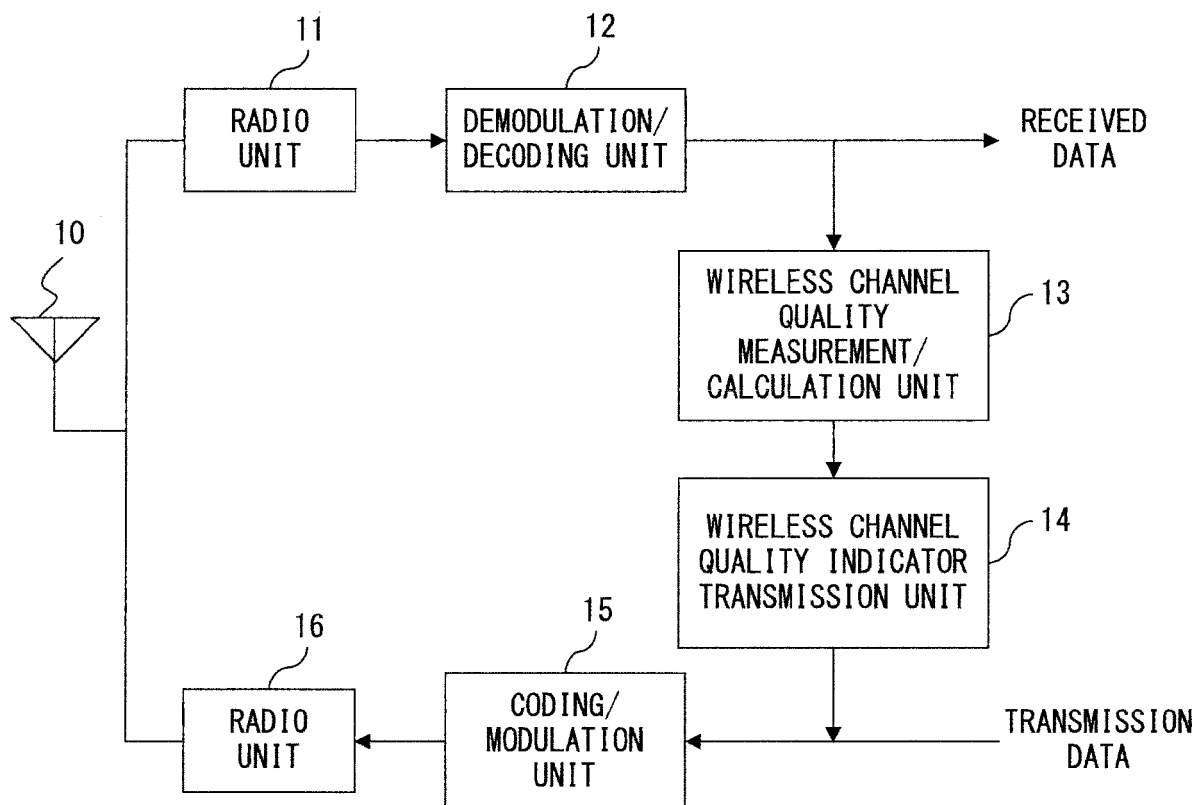 11
12
RADIO
UNIT
DEMODULATION/
DECODING UNIT
RECEIVED
DATA
10
WIRELESS CHANNEL
QUALITY
MEASUREMENT/
CALCULATION UNIT
13
WIRELESS CHANNEL
QUALITY INDICATOR
TRANSMISSION UNIT
14
16
15
RADIO
UNIT
CODING/
MODULATION
UNIT
TRANSMISSION
DATA